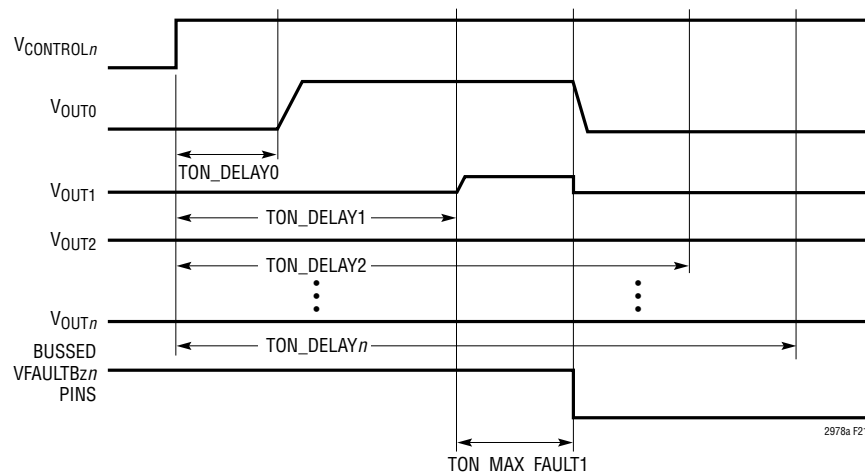 VCONTROLn
VOUT0
TON_DELAY0
VOUT1
TON_DELAY1
VOUT2
TON_DELAY2
VOUTn
TON_DELAYn
BUSSED
VFAULTBzn
PINS
2978a F21
TON_MAX_FAULT1